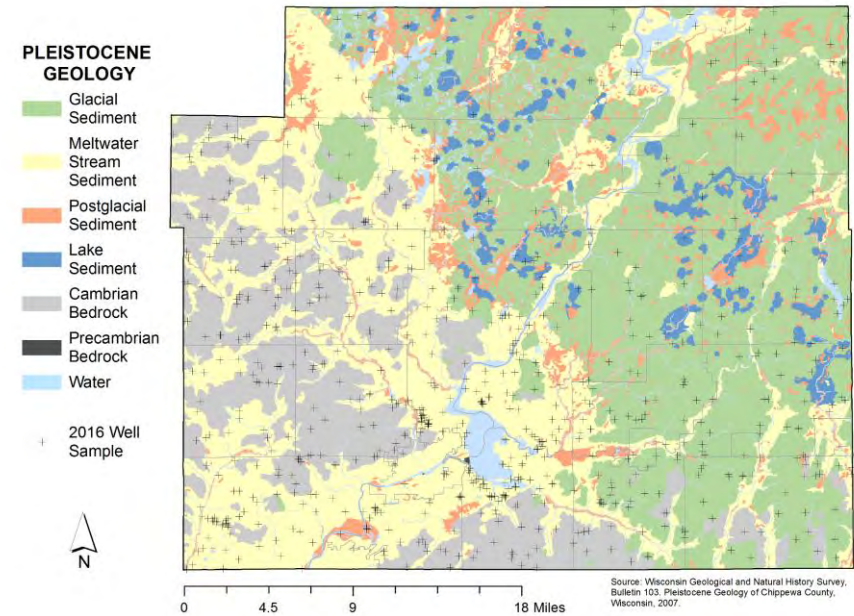 PLEISTOCENE
GEOLOGY
Glacial
Sediment
Meltwater
Stream
Sediment
Postglacial
Sediment
Lake
Sediment
Cambrian
Bedrock
Precambrian
Bedrock
Water
2016 Well
Sample
N
0 4.5 9 18 Miles
Source: Wisconsin Geological and Natural History Survey,
Bulletin 103. Pleistocene Geology of Chippewa County,
Wisconsin, 2007.